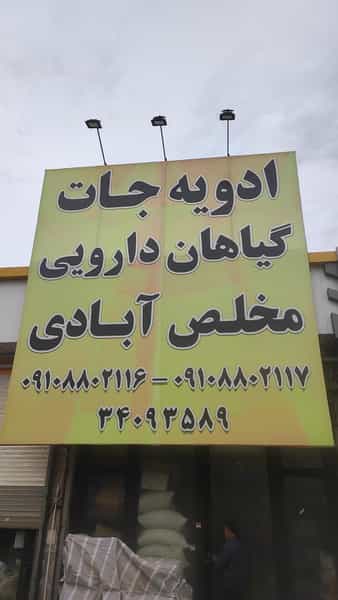 ادویه جات
گیاهان دارویی
مخلص آبادی
۰۹۱۰۸۸۰۲۱۱۶ - ۰۹۱۰۸۸۰۲۱۱۷
۳۴۰۹۳۵۸۹